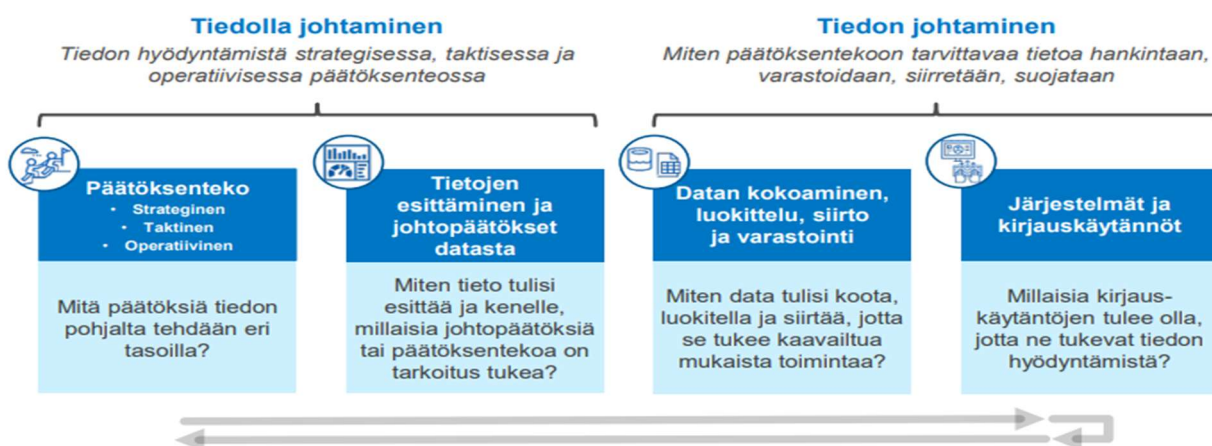 Tiedolla johtaminen
Tiedon hyödyntämistä strategisessa, taktisessa ja
operatiivisessa päätöksenteossa
Tiedon johtaminen
Miten päätöksentekoon tarvittavaa tietoa hankintaan,
varastoidaan, siirretään, suojataan
Päätöksenteko
• Strateginen
• Taktinen
• Operatiivinen
Mitä päätöksiä tiedon
pohjalta tehdään eri
tasoilla?
Tietojen
esittäminen ja
johtopäätökset
datasta
Miten tieto tulisi
esittää ja kenelle,
millaisia johtopäätöksiä
tai päätöksentekoa on
tarkoitus tukea?
Datan kokoaminen,
luokittelu, siirto
ja varastointi
Miten data tulisi koota,
luokitella ja siirtää, jotta
se tukee kaavailtua
mukaista toimintaa?
Järjestelmät ja
kirjauskäytännöt
Millaisia kirjaus-
käytäntöjen tulee olla,
jotta ne tukevat tiedon
hyödyntämistä?